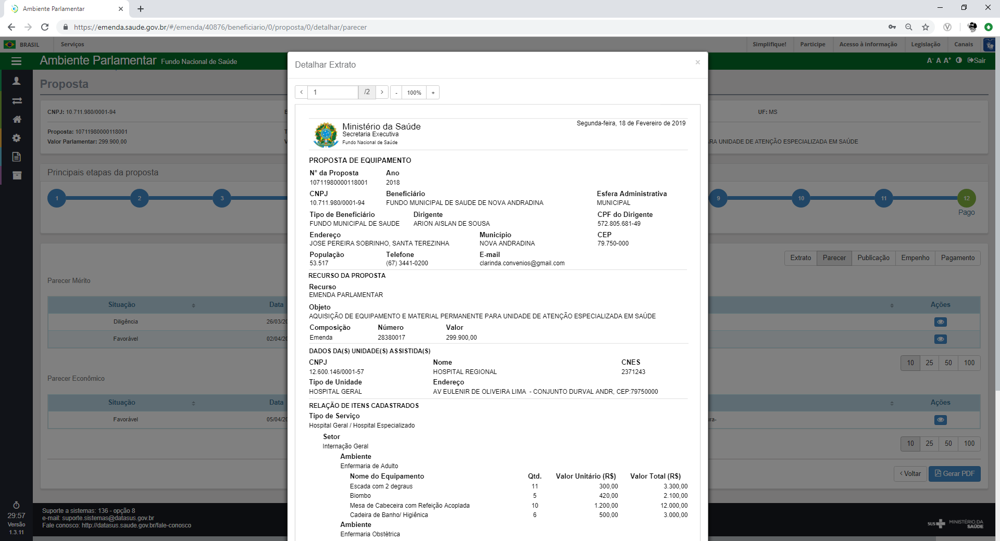 Ambiente Parlamentar
https://emenda.saude.gov.br/#/emenda/40876/beneficiario/0/proposta/0/detalhar/parecer
BRASIL Serviços Simplifique! Participe Acesso à informação Legislação Canais
Ambiente Parlamentar Fundo Nacional de Saúde A- A A+ Sair
Proposta
CNPJ: 10.711.980/0001-94 UF: MS
Proposta: 10711980000118001
Valor Parlamentar: 299.900,00 UNIDADE DE ATENÇÃO ESPECIALIZADA EM SAÚDE
Principais etapas da proposta
1 2 3 9 10 11 12
Pago
Extrato Parecer Publicação Empenho Pagamento
Parecer Mérito
Situação Data Ações
Diligência 26/03/20
Favorável 02/04/20
10 25 50 100
Parecer Econômico
Situação Data Ações
Favorável 05/04/20 ura-
10 25 50 100
Voltar Gerar PDF
29:57
Versão
1.3.11
Suporte a sistemas: 136 - opção 8
e-mail: suporte.sistemas@datasus.gov.br
Fale conosco: http://datasus.saude.gov.br/fale-conosco
SUS MINISTÉRIO DA
SAÚDE
Detalhar Extrato ×
< 1 /2 > - 100% +
Segunda-feira, 18 de Fevereiro de 2019
Ministério da Saúde
Secretaria Executiva
Fundo Nacional de Saúde
PROPOSTA DE EQUIPAMENTO
N° da Proposta Ano
10711980000118001 2018
CNPJ Beneficiário Esfera Administrativa
10.711.980/0001-94 FUNDO MUNICIPAL DE SAUDE DE NOVA ANDRADINA MUNICIPAL
Tipo de Beneficiário Dirigente CPF do Dirigente
FUNDO MUNICIPAL DE SAUDE ARION AISLAN DE SOUSA 572.805.681-49
Endereço Município CEP
JOSE PEREIRA SOBRINHO, SANTA TEREZINHA NOVA ANDRADINA 79.750-000
População Telefone E-mail
53.517 (67) 3441-0200 clarinda.convenios@gmail.com
RECURSO DA PROPOSTA
Recurso
EMENDA PARLAMENTAR
Objeto
AQUISIÇÃO DE EQUIPAMENTO E MATERIAL PERMANENTE PARA UNIDADE DE ATENÇÃO ESPECIALIZADA EM SAÚDE
Composição Número Valor
Emenda 28380017 299.900,00
DADOS DA(S) UNIDADE(S) ASSISTIDA(S)
CNPJ Nome CNES
12.600.146/0001-57 HOSPITAL REGIONAL 2371243
Tipo de Unidade Endereço
HOSPITAL GERAL AV EULENIR DE OLIVEIRA LIMA - CONJUNTO DURVAL ANDR, CEP:79750000
RELAÇÃO DE ITENS CADASTRADOS
Tipo de Serviço
Hospital Geral / Hospital Especializado
Setor
Internação Geral
Ambiente
Enfermaria de Adulto
Nome do Equipamento Qtd. Valor Unitário (R$) Valor Total (R$)
Escada com 2 degraus 11 300,00 3.300,00
Biombo 5 420,00 2.100,00
Mesa de Cabeceira com Refeição Acoplada 10 1.200,00 12.000,00
Cadeira de Banho/ Higiênica 6 500,00 3.000,00
Ambiente
Enfermaria Obstétrica